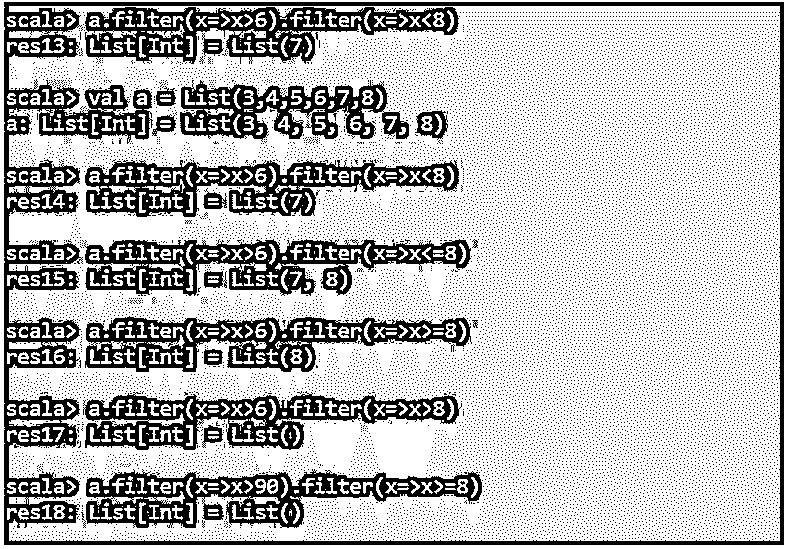 scala> a.filter(x=>x>6).filter(x=>x<8)
res13: List[Int] = List(7)
scala> val a = List(3,4,5,6,7,8)
a: List[Int] = List(3, 4, 5, 6, 7, 8)
scala> a.filter(x=>x>6).filter(x=>x<8)
res14: List[Int] = List(7)
scala> a.filter(x=>x>6).filter(x=>x<=8)
res15: List[Int] = List(7, 8)
scala> a.filter(x=>x>6).filter(x=>x>=8)
res16: List[Int] = List(8)
scala> a.filter(x=>x>6).filter(x=>x>8)
res17: List[Int] = List()
scala> a.filter(x=>x>90).filter(x=>x>=8)
res18: List[Int] = List()